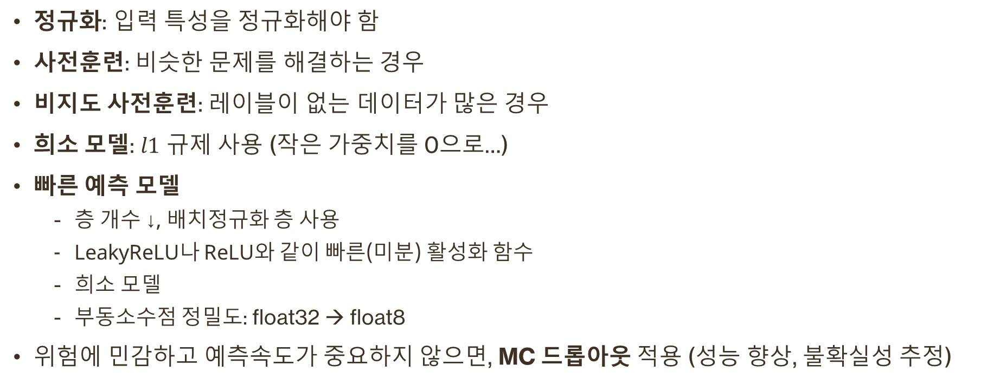 • 정규화: 입력 특성을 정규화해야 함
• 사전훈련: 비슷한 문제를 해결하는 경우
• 비지도 사전훈련: 레이블이 없는 데이터가 많은 경우
• 희소 모델: l1 규제 사용 (작은 가중치를 0으로...)
• 빠른 예측 모델
- 층 개수 ↓, 배치정규화 층 사용
- LeakyReLU나 ReLU와 같이 빠른(미분) 활성화 함수
- 희소 모델
- 부동소수점 정밀도: float32 → float8
• 위험에 민감하고 예측속도가 중요하지 않으면, MC 드롭아웃 적용 (성능 향상, 불확실성 추정)